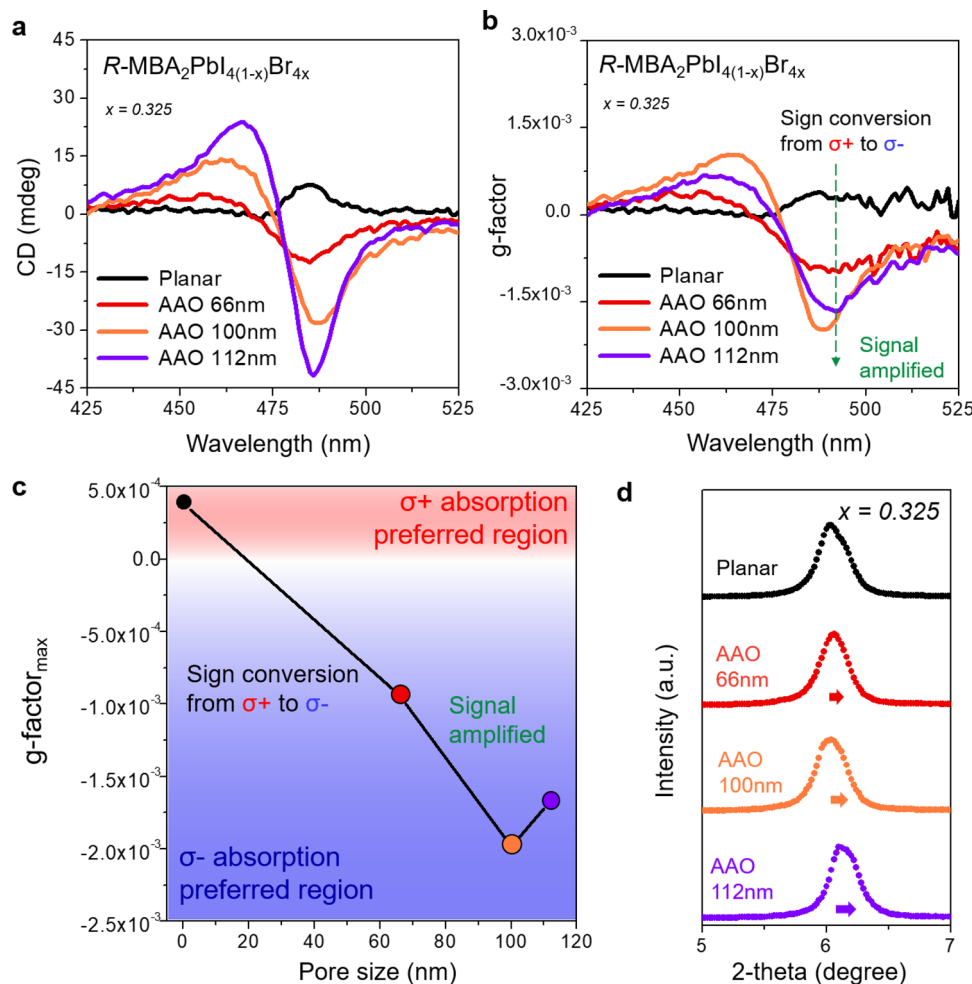 a
45
30
15
0
-15
-30
-45
CD (mdeg)
R-MBA₂PbI₄₍₁₋ₓ₎Br₄ₓ
x = 0.325
Planar
AAO 66nm
AAO 100nm
AAO 112nm
425 450 475 500 525
Wavelength (nm)
b
3.0x10⁻³
1.5x10⁻³
0.0
-1.5x10⁻³
-3.0x10⁻³
g-factor
R-MBA₂PbI₄₍₁₋ₓ₎Br₄ₓ
x = 0.325
Sign conversion
from σ+ to σ-
Planar
AAO 66nm
AAO 100nm
AAO 112nm
Signal
amplified
425 450 475 500 525
Wavelength (nm)
c
5.0x10⁻⁴
0.0
-5.0x10⁻⁴
-1.0x10⁻³
-1.5x10⁻³
-2.0x10⁻³
-2.5x10⁻³
g-factorₘₐₓ
σ+ absorption
preferred region
Sign conversion
from σ+ to σ-
Signal
amplified
σ- absorption
preferred region
0 20 40 60 80 100 120
Pore size (nm)
d
x = 0.325
Intensity (a.u.)
Planar
AAO
66nm
AAO
100nm
AAO
112nm
5 6 7
2-theta (degree)